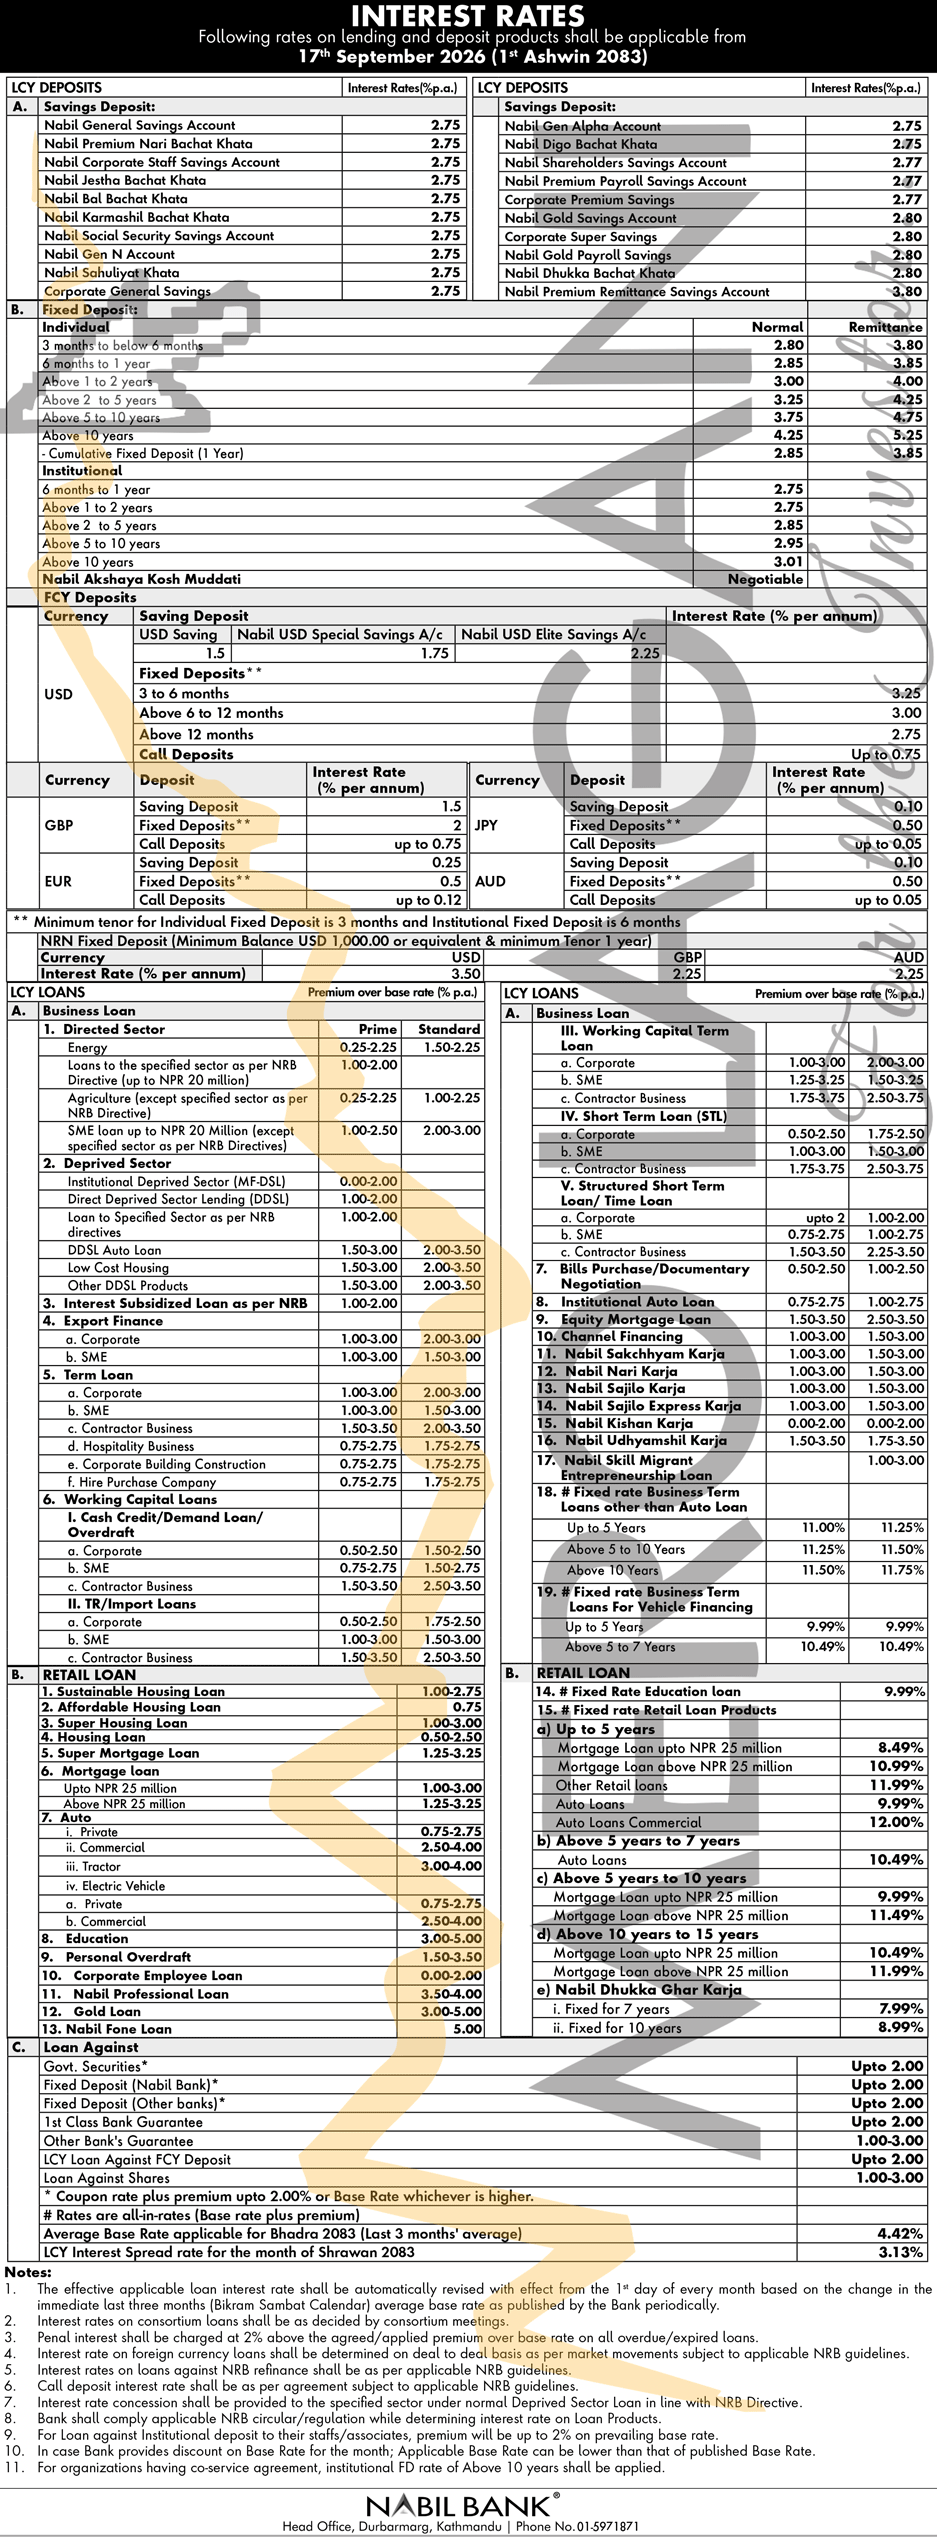 INTEREST RATES
Following rates on lending and deposit products shall be applicable from
17th September 2026 (1st Ashwin 2083)
LCY DEPOSITS Interest Rates(%p.a.)
A. Savings Deposit:
Nabil General Savings Account 2.75
Nabil Premium Nari Bachat Khata 2.75
Nabil Corporate Staff Savings Account 2.75
Nabil Jestha Bachat Khata 2.75
Nabil Bal Bachat Khata 2.75
Nabil Karmashil Bachat Khata 2.75
Nabil Social Security Savings Account 2.75
Nabil Gen N Account 2.75
Nabil Sahuliyat Khata 2.75
Corporate General Savings 2.75
LCY DEPOSITS Interest Rates(%p.a.)
Savings Deposit:
Nabil Gen Alpha Account 2.75
Nabil Digo Bachat Khata 2.75
Nabil Shareholders Savings Account 2.77
Nabil Premium Payroll Savings Account 2.77
Corporate Premium Savings 2.77
Nabil Gold Savings Account 2.80
Corporate Super Savings 2.80
Nabil Gold Payroll Savings 2.80
Nabil Dhukka Bachat Khata 2.80
Nabil Premium Remittance Savings Account 3.80
B. Fixed Deposit:
Individual Normal Remittance
3 months to below 6 months 2.80 3.80
6 months to 1 year 2.85 3.85
Above 1 to 2 years 3.00 4.00
Above 2 to 5 years 3.25 4.25
Above 5 to 10 years 3.75 4.75
Above 10 years 4.25 5.25
- Cumulative Fixed Deposit (1 Year) 2.85 3.85
Institutional
6 months to 1 year 2.75
Above 1 to 2 years 2.75
Above 2 to 5 years 2.85
Above 5 to 10 years 2.95
Above 10 years 3.01
Nabil Akshaya Kosh Muddati Negotiable
FCY Deposits
Currency Saving Deposit Interest Rate (% per annum)
USD Saving Nabil USD Special Savings A/c Nabil USD Elite Savings A/c
1.5 1.75 2.25
Fixed Deposits**
USD 3 to 6 months 3.25
Above 6 to 12 months 3.00
Above 12 months 2.75
Call Deposits Up to 0.75
Currency Deposit Interest Rate (% per annum)
GBP
Saving Deposit 1.5
Fixed Deposits** 2
Call Deposits up to 0.75
EUR
Saving Deposit 0.25
Fixed Deposits** 0.5
Call Deposits up to 0.12
Currency Deposit Interest Rate (% per annum)
JPY
Saving Deposit 0.10
Fixed Deposits** 0.50
Call Deposits up to 0.05
AUD
Saving Deposit 0.10
Fixed Deposits** 0.50
Call Deposits up to 0.05
** Minimum tenor for Individual Fixed Deposit is 3 months and Institutional Fixed Deposit is 6 months
NRN Fixed Deposit (Minimum Balance USD 1,000.00 or equivalent & minimum Tenor 1 year)
Currency USD GBP AUD
Interest Rate (% per annum) 3.50 2.25 2.25
LCY LOANS Premium over base rate (% p.a.)
A. Business Loan
1. Directed Sector Prime Standard
Energy 0.25-2.25 1.50-2.25
Loans to the specified sector as per NRB 1.00-2.00
Directive (up to NPR 20 million)
Agriculture (except specified sector as per 0.25-2.25 1.00-2.25
NRB Directive)
SME loan up to NPR 20 Million (except 1.00-2.50 2.00-3.00
specified sector as per NRB Directives)
2. Deprived Sector
Institutional Deprived Sector (MF-DSL) 0.00-2.00
Direct Deprived Sector Lending (DDSL) 1.00-2.00
Loan to Specified Sector as per NRB 1.00-2.00
directives
DDSL Auto Loan 1.50-3.00 2.00-3.50
Low Cost Housing 1.50-3.00 2.00-3.50
Other DDSL Products 1.50-3.00 2.00-3.50
3. Interest Subsidized Loan as per NRB 1.00-2.00
4. Export Finance
a. Corporate 1.00-3.00 2.00-3.00
b. SME 1.00-3.00 1.50-3.00
5. Term Loan
a. Corporate 1.00-3.00 2.00-3.00
b. SME 1.00-3.00 1.50-3.00
c. Contractor Business 1.50-3.50 2.00-3.50
d. Hospitality Business 0.75-2.75 1.75-2.75
e. Corporate Building Construction 0.75-2.75 1.75-2.75
f. Hire Purchase Company 0.75-2.75 1.75-2.75
6. Working Capital Loans
I. Cash Credit/Demand Loan/
Overdraft
a. Corporate 0.50-2.50 1.50-2.50
b. SME 0.75-2.75 1.50-2.75
c. Contractor Business 1.50-3.50 2.50-3.50
II. TR/Import Loans
a. Corporate 0.50-2.50 1.75-2.50
b. SME 1.00-3.00 1.50-3.00
c. Contractor Business 1.50-3.50 2.50-3.50
LCY LOANS Premium over base rate (% p.a.)
A. Business Loan
III. Working Capital Term
Loan
a. Corporate 1.00-3.00 2.00-3.00
b. SME 1.25-3.25 1.50-3.25
c. Contractor Business 1.75-3.75 2.50-3.75
IV. Short Term Loan (STL)
a. Corporate 0.50-2.50 1.75-2.50
b. SME 1.00-3.00 1.50-3.00
c. Contractor Business 1.75-3.75 2.50-3.75
V. Structured Short Term
Loan/ Time Loan
a. Corporate upto 2 1.00-2.00
b. SME 0.75-2.75 1.00-2.75
c. Contractor Business 1.50-3.50 2.25-3.50
7. Bills Purchase/Documentary 0.50-2.50 1.00-2.50
Negotiation
8. Institutional Auto Loan 0.75-2.75 1.00-2.75
9. Equity Mortgage Loan 1.50-3.50 2.50-3.50
10. Channel Financing 1.00-3.00 1.50-3.00
11. Nabil Sakchhyam Karja 1.00-3.00 1.50-3.00
12. Nabil Nari Karja 1.00-3.00 1.50-3.00
13. Nabil Sajilo Karja 1.00-3.00 1.50-3.00
14. Nabil Sajilo Express Karja 1.00-3.00 1.50-3.00
15. Nabil Kishan Karja 0.00-2.00 0.00-2.00
16. Nabil Udhyamshil Karja 1.50-3.50 1.75-3.50
17. Nabil Skill Migrant 1.00-3.00
Entrepreneurship Loan
18. # Fixed rate Business Term
Loans other than Auto Loan
Up to 5 Years 11.00% 11.25%
Above 5 to 10 Years 11.25% 11.50%
Above 10 Years 11.50% 11.75%
19. # Fixed rate Business Term
Loans For Vehicle Financing
Up to 5 Years 9.99% 9.99%
Above 5 to 7 Years 10.49% 10.49%
B. RETAIL LOAN
1. Sustainable Housing Loan 1.00-2.75
2. Affordable Housing Loan 0.75
3. Super Housing Loan 1.00-3.00
4. Housing Loan 0.50-2.50
5. Super Mortgage Loan 1.25-3.25
6. Mortgage loan
Upto NPR 25 million 1.00-3.00
Above NPR 25 million 1.25-3.25
7. Auto
i. Private 0.75-2.75
ii. Commercial 2.50-4.00
iii. Tractor 3.00-4.00
iv. Electric Vehicle
a. Private 0.75-2.75
b. Commercial 2.50-4.00
8. Education 3.00-5.00
9. Personal Overdraft 1.50-3.50
10. Corporate Employee Loan 0.00-2.00
11. Nabil Professional Loan 3.50-4.00
12. Gold Loan 3.00-5.00
13. Nabil Fone Loan 5.00
B. RETAIL LOAN
14. # Fixed Rate Education loan 9.99%
15. # Fixed rate Retail Loan Products
a) Up to 5 years
Mortgage Loan upto NPR 25 million 8.49%
Mortgage Loan above NPR 25 million 10.99%
Other Retail loans 11.99%
Auto Loans 9.99%
Auto Loans Commercial 12.00%
b) Above 5 years to 7 years
Auto Loans 10.49%
c) Above 5 years to 10 years
Mortgage Loan upto NPR 25 million 9.99%
Mortgage Loan above NPR 25 million 11.49%
d) Above 10 years to 15 years
Mortgage Loan upto NPR 25 million 10.49%
Mortgage Loan above NPR 25 million 11.99%
e) Nabil Dhukka Ghar Karja
i. Fixed for 7 years 7.99%
ii. Fixed for 10 years 8.99%
C. Loan Against
Govt. Securities* Upto 2.00
Fixed Deposit (Nabil Bank)* Upto 2.00
Fixed Deposit (Other banks)* Upto 2.00
1st Class Bank Guarantee Upto 2.00
Other Bank's Guarantee 1.00-3.00
LCY Loan Against FCY Deposit Upto 2.00
Loan Against Shares 1.00-3.00
* Coupon rate plus premium upto 2.00% or Base Rate whichever is higher.
# Rates are all-in-rates (Base rate plus premium)
Average Base Rate applicable for Bhadra 2083 (Last 3 months' average) 4.42%
LCY Interest Spread rate for the month of Shrawan 2083 3.13%
Notes:
1. The effective applicable loan interest rate shall be automatically revised with effect from the 1st day of every month based on the change in the
immediate last three months (Bikram Sambat Calendar) average base rate as published by the Bank periodically.
2. Interest rates on consortium loans shall be as decided by consortium meetings.
3. Penal interest shall be charged at 2% above the agreed/applied premium over base rate on all overdue/expired loans.
4. Interest rate on foreign currency loans shall be determined on deal to deal basis as per market movements subject to applicable NRB guidelines.
5. Interest rates on loans against NRB refinance shall be as per applicable NRB guidelines.
6. Call deposit interest rate shall be as per agreement subject to applicable NRB guidelines.
7. Interest rate concession shall be provided to the specified sector under normal Deprived Sector Loan in line with NRB Directive.
8. Bank shall comply applicable NRB circular/regulation while determining interest rate on Loan Products.
9. For Loan against Institutional deposit to their staffs/associates, premium will be up to 2% on prevailing base rate.
10. In case Bank provides discount on Base Rate for the month; Applicable Base Rate can be lower than that of published Base Rate.
11. For organizations having co-service agreement, institutional FD rate of Above 10 years shall be applied.
NABIL BANK®
Head Office, Durbarmarg, Kathmandu | Phone No. 01-5971871
MEROLAGANI
For the Investor